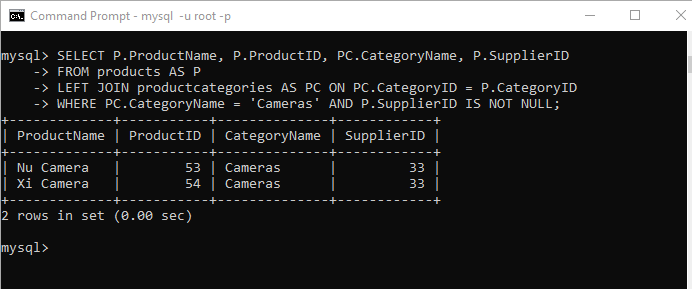 Command Prompt - mysql  -u root -p
mysql> SELECT P.ProductName, P.ProductID, PC.CategoryName, P.SupplierID
    -> FROM products AS P
    -> LEFT JOIN productcategories AS PC ON PC.CategoryID = P.CategoryID
    -> WHERE PC.CategoryName = 'Cameras' AND P.SupplierID IS NOT NULL;
+-------------+-----------+--------------+------------+
| ProductName | ProductID | CategoryName | SupplierID |
+-------------+-----------+--------------+------------+
| Nu Camera   |        53 | Cameras      |         33 |
| Xi Camera   |        54 | Cameras      |         33 |
+-------------+-----------+--------------+------------+
2 rows in set (0.00 sec)
mysql>